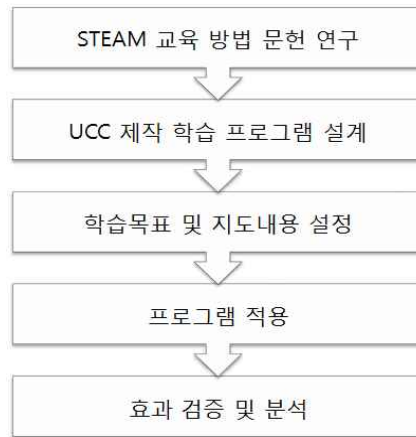 STEAM 교육 방법 문헌 연구
UCC 제작 학습 프로그램 설계
학습목표 및 지도내용 설정
프로그램 적용
효과 검증 및 분석